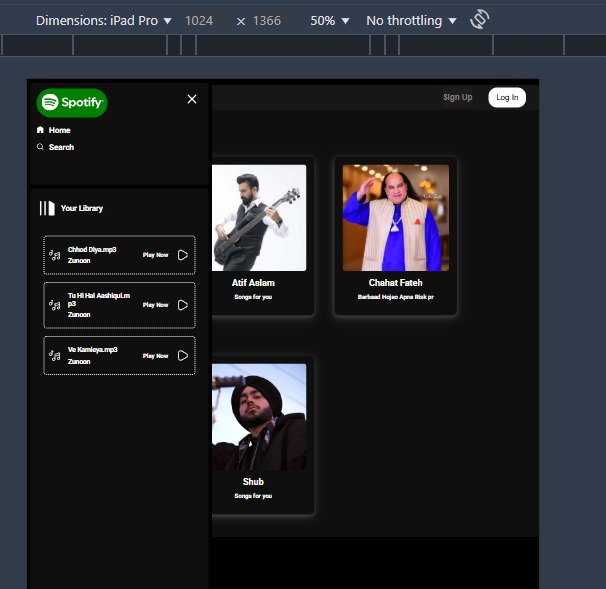 Dimensions: iPad Pro 1024 × 1366 50% No throttling
Spotify
Sign Up Log In
Home
Search
Your Library
Chhod Diya.mp3
Zunoon
Play Now
Tu Hi Hai Aashiqui.m
p3
Zunoon
Play Now
Ve Kamleya.mp3
Zunoon
Play Now
Atif Aslam
Songs for you
Chahat Fateh
Barbaad Hojao Apna Risk pr
Shub
Songs for you